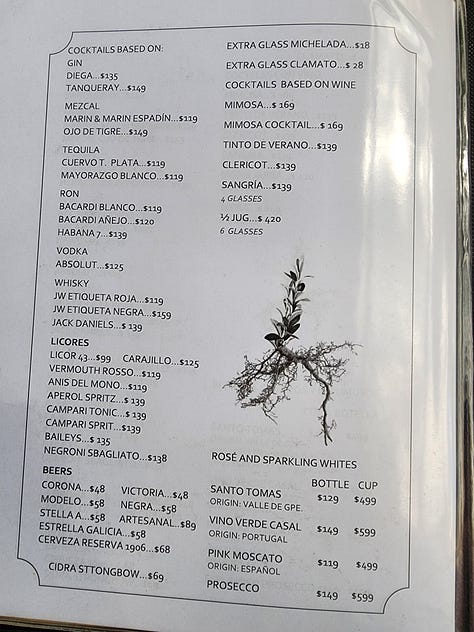 COCKTAILS BASED ON:
GIN
DIEGA...$135
TANQUERAY...$149
MEZCAL
MARIN & MARIN ESPADÍN...$119
OJO DE TIGRE...$149
TEQUILA
CUERVO T. PLATA...$119
MAYORAZGO BLANCO...$119
RON
BACARDI BLANCO...$119
BACARDI AÑEJO...$120
HABANA 7...$139
VODKA
ABSOLUT...$125
WHISKY
JW ETIQUETA ROJA...$119
JW ETIQUETA NEGRA...$159
JACK DANIELS...$ 139
LICORES
LICOR 43...$99 CARAJILLO...$125
VERMOUTH ROSSO...$119
ANIS DEL MONO...$119
APEROL SPRITZ...$ 139
CAMPARI TONIC...$ 139
CAMPARI SPRIT...$139
BAILEYS...$ 135
NEGRONI SBAGLIATO...$138
BEERS
CORONA...$48 VICTORIA...$48
MODELO...$58 NEGRA...$58
STELLA A...$58 ARTESANAL...$89
ESTRELLA GALICIA...$58
CERVEZA RESERVA 1906...$68
CIDRA STTONGBOW...$69
EXTRA GLASS MICHELADA...$18
EXTRA GLASS CLAMATO...$ 28
COCKTAILS BASED ON WINE
MIMOSA...$ 169
MIMOSA COCKTAIL...$ 169
TINTO DE VERANO...$139
CLERICOT...$139
SANGRÍA...$139
4 GLASSES
½ JUG...$ 420
6 GLASSES
ROSÉ AND SPARKLING WHITES
BOTTLE CUP
SANTO TOMAS $129 $499
ORIGIN: VALLE DE GPE.
VINO VERDE CASAL $149 $599
ORIGIN: PORTUGAL
PINK MOSCATO $119 $499
ORIGIN: ESPAÑOL
PROSECCO $149 $599